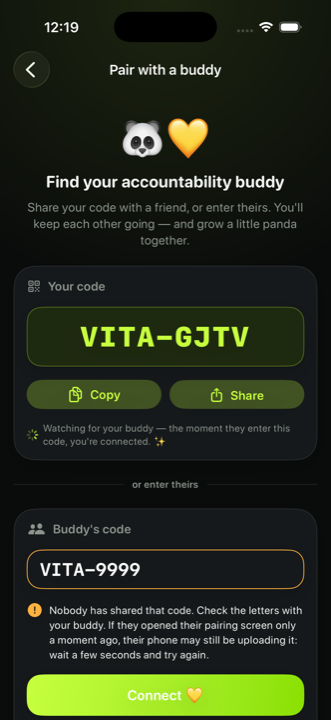 12:19
Pair with a buddy
Find your accountability buddy
Share your code with a friend, or enter theirs. You'll
keep each other going — and grow a little panda
together.
Your code
VITA-GJTV
Copy
Share
Watching for your buddy — the moment they enter this
code, you're connected. ✨
or enter theirs
Buddy's code
VITA-9999
Nobody has shared that code. Check the letters with
your buddy. If they opened their pairing screen only
a moment ago, their phone may still be uploading it:
wait a few seconds and try again.
Connect 💛